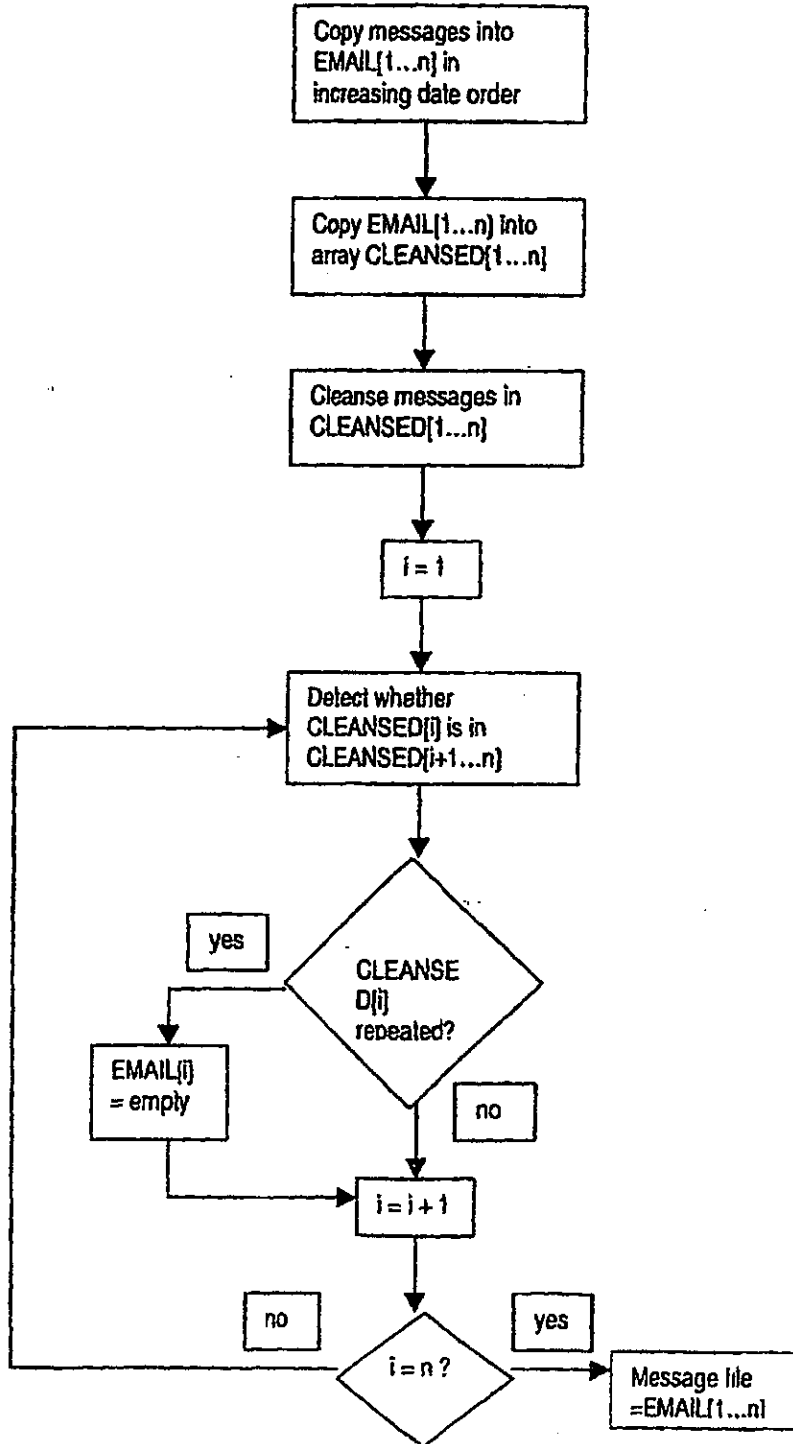 Copy messages into
EMAIL[1...n] in
increasing date order
Copy EMAIL[1...n] into
array CLEANSED[1...n]
Cleanse messages in
CLEANSED[1...n]
i = 1
Detect whether
CLEANSED[i] is in
CLEANSED[i+1...n]
yes
CLEANSE
D[i]
repeated?
EMAIL[i]
= empty
no
i = i + 1
no
yes
i = n ?
Message file
=EMAIL[1...n]